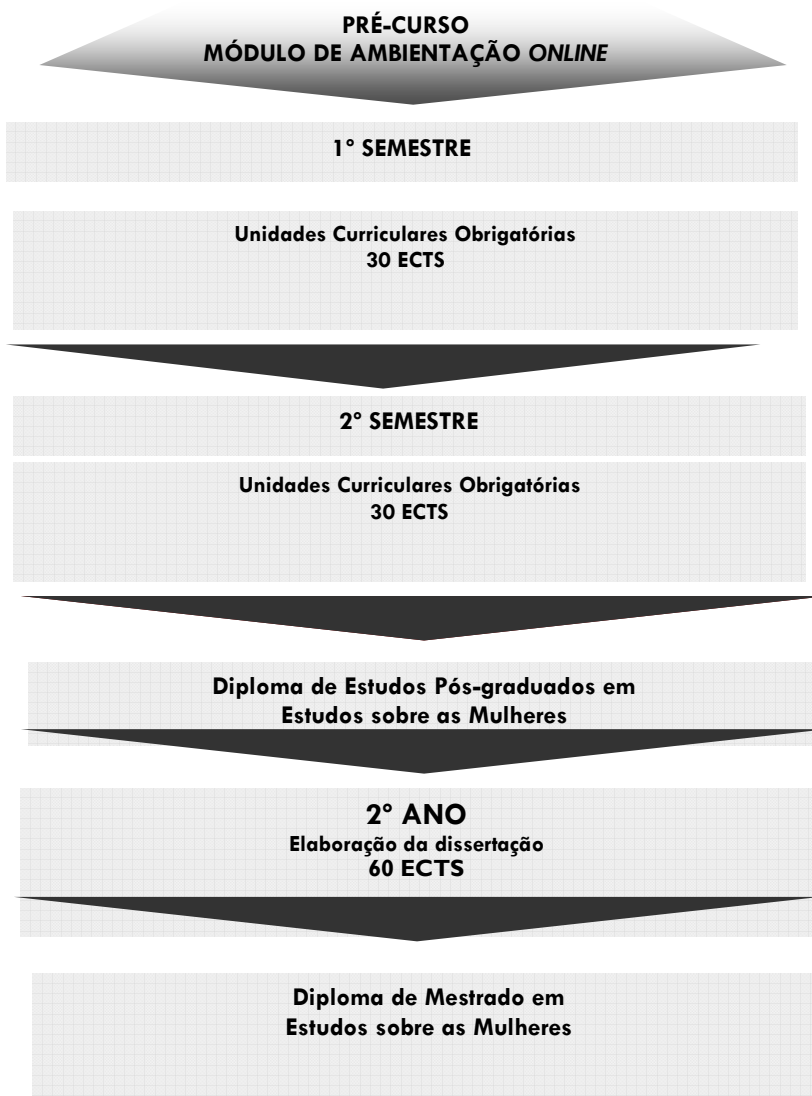 PRÉ-CURSO
MÓDULO DE AMBIENTAÇÃO ONLINE
1º SEMESTRE
Unidades Curriculares Obrigatórias
30 ECTS
2º SEMESTRE
Unidades Curriculares Obrigatórias
30 ECTS
Diploma de Estudos Pós-graduados em
Estudos sobre as Mulheres
2º ANO
Elaboração da dissertação
60 ECTS
Diploma de Mestrado em
Estudos sobre as Mulheres